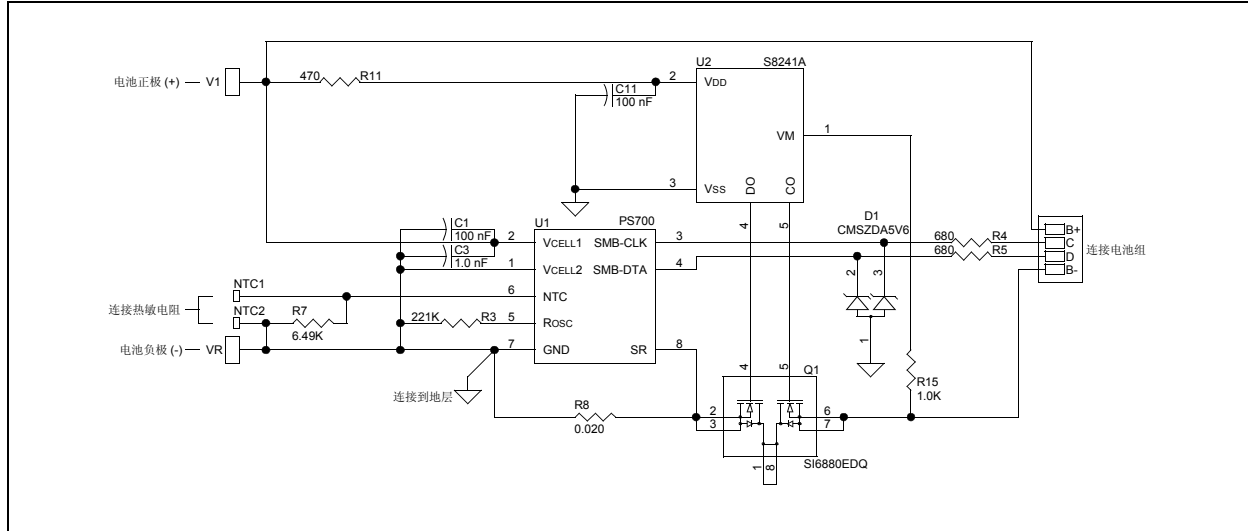 U2 S8241A
电池正极 (+) V1
470 R11
2 VDD
C11
100 nF
VM 1
3 VSS
DO CO
4 5
C1
100 nF
C3
1.0 nF
U1 PS700
D1
CMSZDA5V6
2 VCELL1 SMB-CLK 3
1 VCELL2 SMB-DTA 4
680 R4
680 R5
B+
C
D
B-
连接电池组
2 3
1
NTC1
6 NTC
连接热敏电阻
NTC2
R7
6.49K
221K R3 5 ROSC
电池负极 (-) VR
7 GND SR 8
连接到地层
R8
0.020
4 5
Q1
2
3
6
7
1 8
SI6880EDQ
R15
1.0K